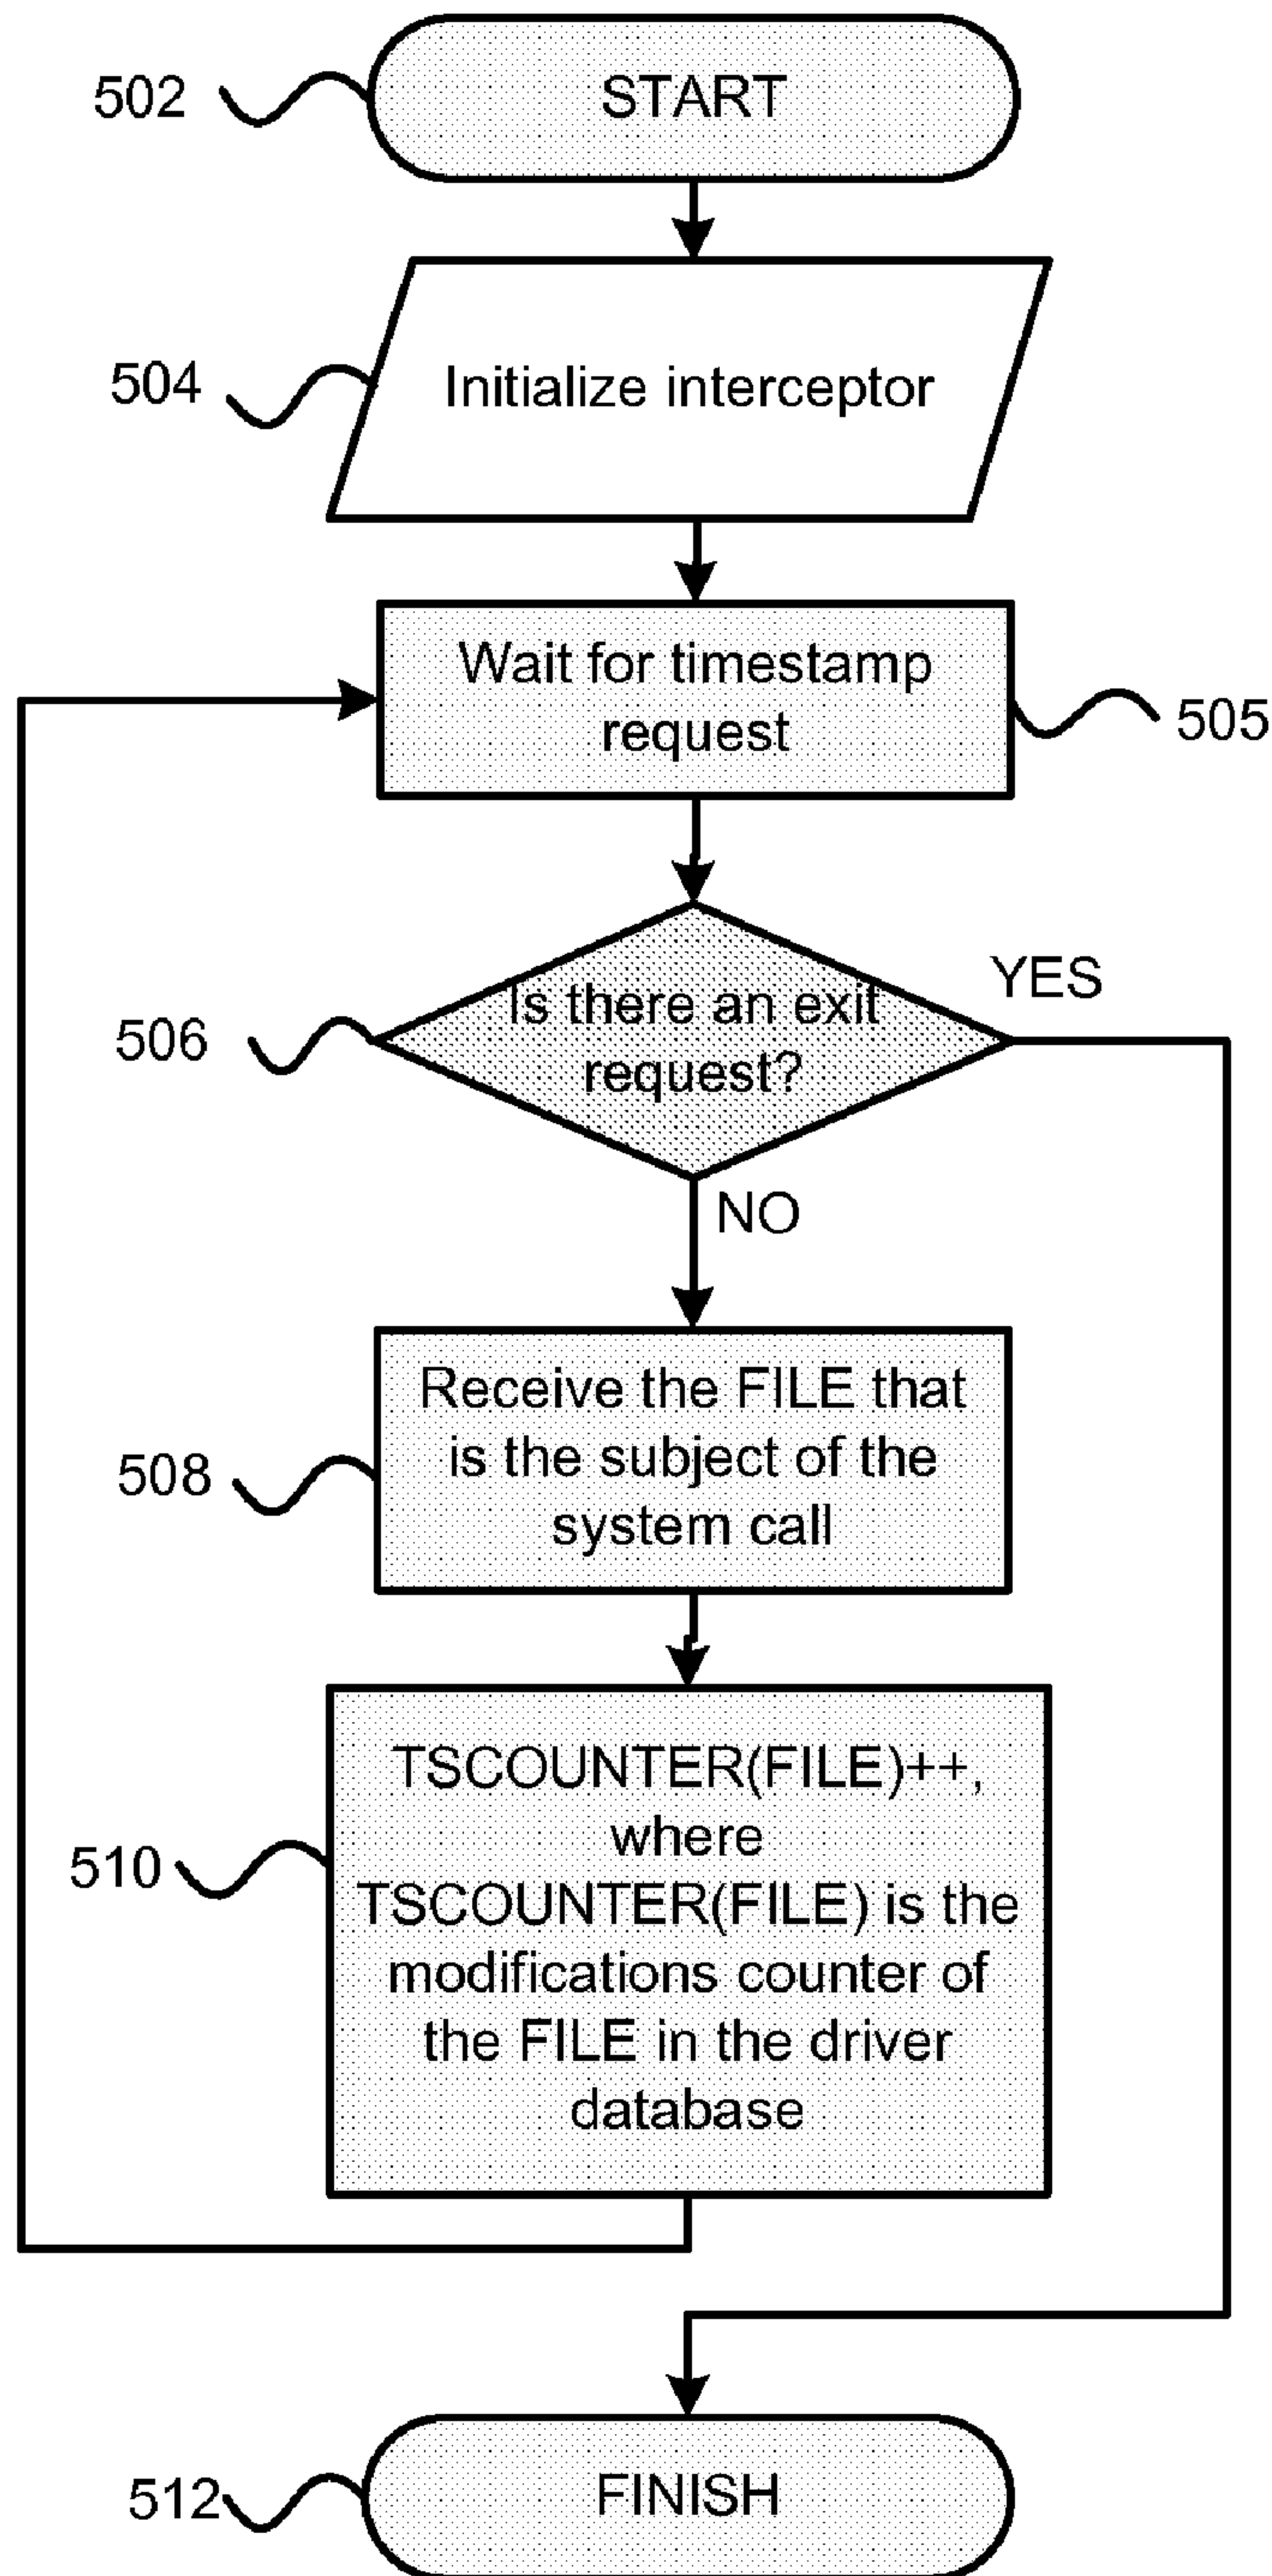 502
START
504
Initialize interceptor
Wait for timestamp
request
505
YES
506
Is there an exit
request?
NO
Receive the FILE that
508
is the subject of the
system call
TSCOUNTER(FILE)++,
where
510
TSCOUNTER(FILE) is the
modifications counter of
the FILE in the driver
database
512
FINISH